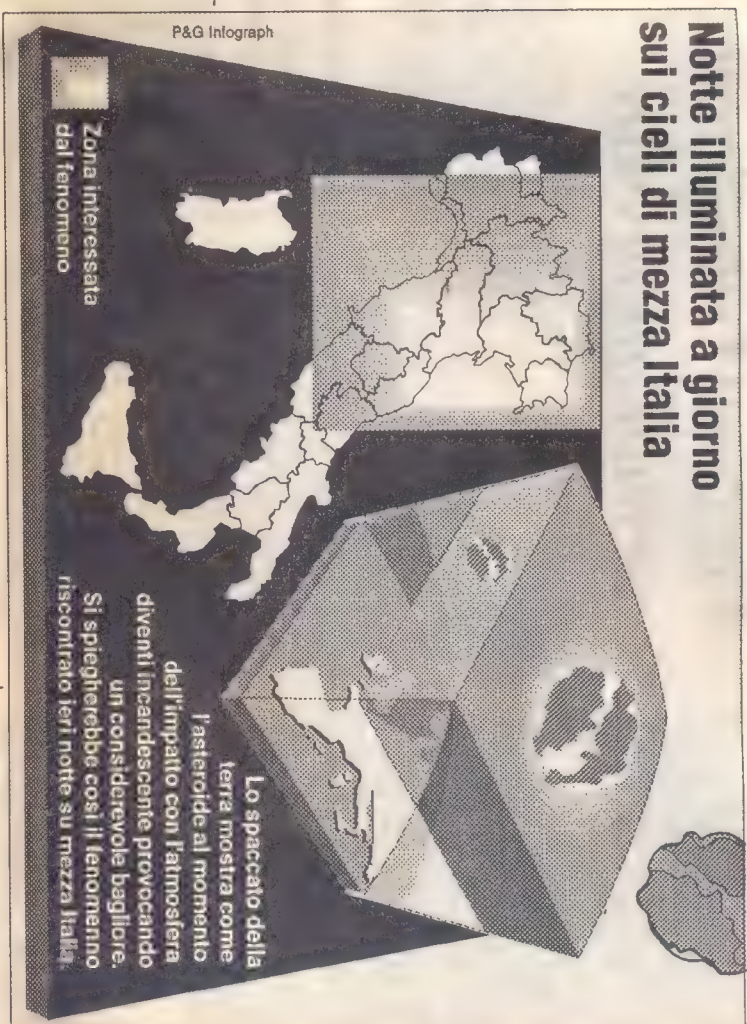 Notte illuminata a giorno
sui cieli di mezza Italia
P&G Infograph
Zona interessata
dal fenomeno
Lo spaccato della
terra mostra come
l'asteroide al momento
dell'impatto con l'atmosfera
diventi incandescente provocando
un considerevole bagliore.
Si spiegherebbe così il fenomenno
riscontrato ieri notte su mezza Italia.